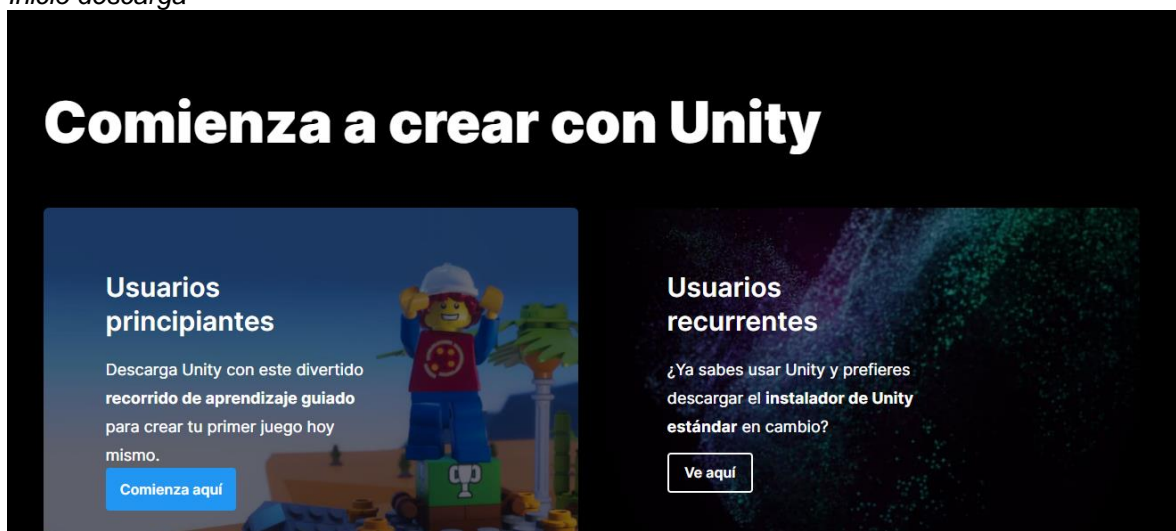 Inicio descarga
Comienza a crear con Unity
Usuarios
principiantes
Descarga Unity con este divertido
recorrido de aprendizaje guiado
para crear tu primer juego hoy
mismo.
Comienza aquí
Usuarios
recurrentes
¿Ya sabes usar Unity y prefieres
descargar el instalador de Unity
estándar en cambio?
Ve aquí